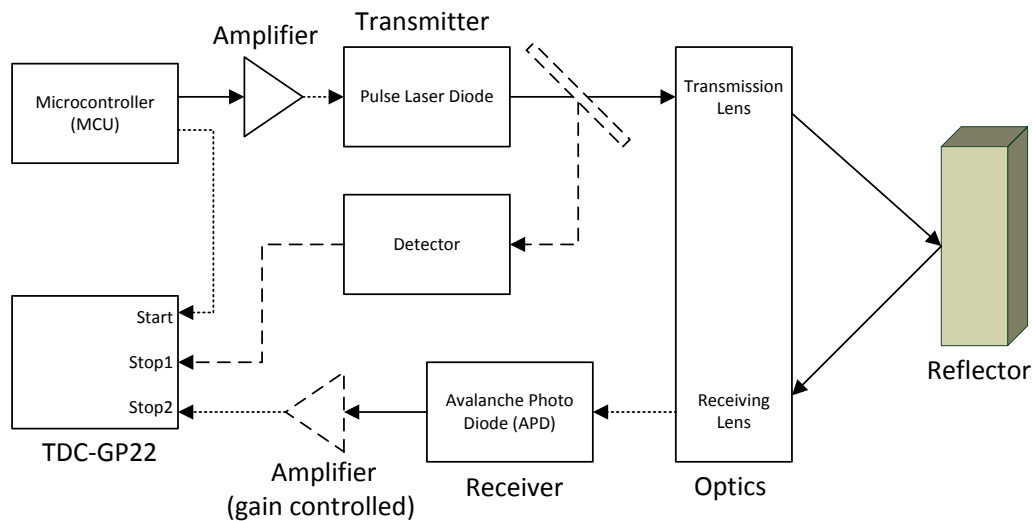 Amplifier
Transmitter
Microcontroller
(MCU)
Pulse Laser Diode
Transmission
Lens
Detector
Start
Stop1
Stop2
TDC-GP22
Amplifier
(gain controlled)
Avalanche Photo
Diode (APD)
Receiver
Receiving
Lens
Optics
Reflector